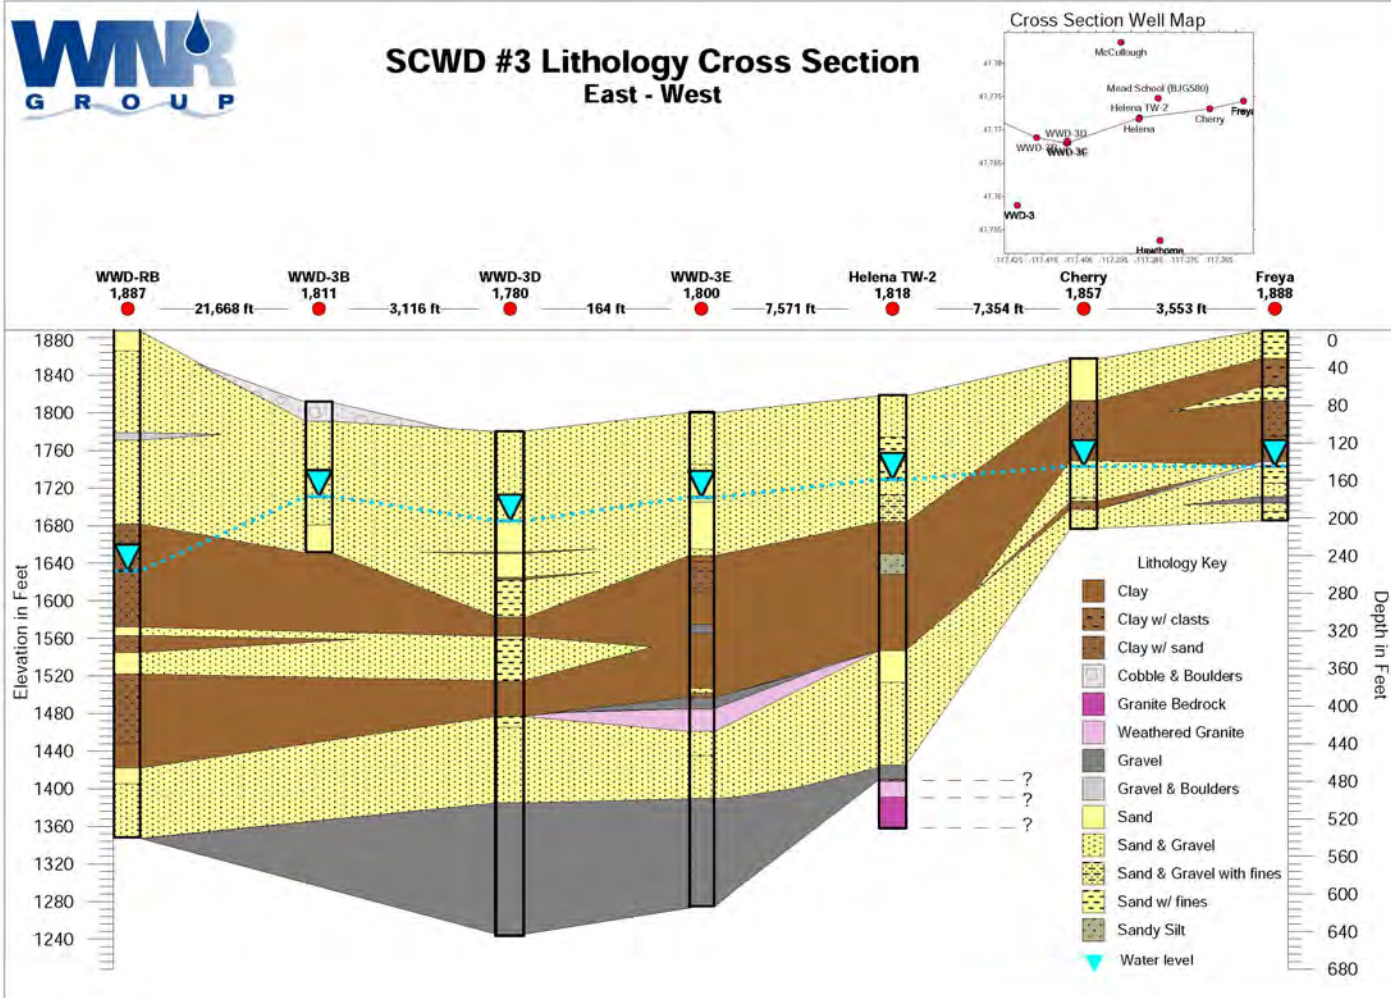 WNR
GROUP
SCWD #3 Lithology Cross Section
East - West
Cross Section Well Map
McCullough
Mead School (BJG580)
Helena TW-2
Helena
Cherry
Freya
WWD-3D
WWD-3E
WWD-3
Hawthorne
47.77
47.765
WWD-RB
1,887
21,668 ft
WWD-3B
1,811
3,116 ft
WWD-3D
1,780
164 ft
WWD-3E
1,800
7,571 ft
Helena TW-2
1,818
7,354 ft
Cherry
1,857
3,553 ft
Freya
1,888
Elevation in Feet
1880
1840
1800
1760
1720
1680
1640
1600
1560
1520
1480
1440
1400
1360
1320
1280
1240
?
?
?
Lithology Key
Clay
Clay w/ clasts
Clay w/ sand
Cobble & Boulders
Granite Bedrock
Weathered Granite
Gravel
Gravel & Boulders
Sand
Sand & Gravel
Sand & Gravel with fines
Sand w/ fines
Sandy Silt
Water level
0
40
80
120
160
200
240
280
320
360
400
440
480
520
560
600
640
680
Depth in Feet